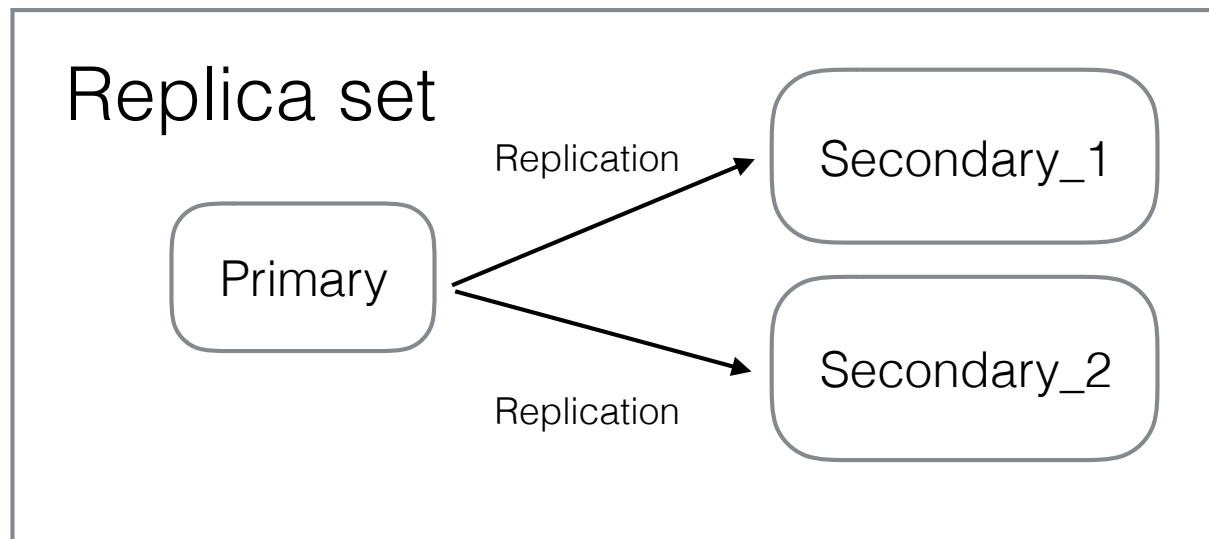 Replica set
Replication
Secondary_1
Primary
Secondary_2
Replication